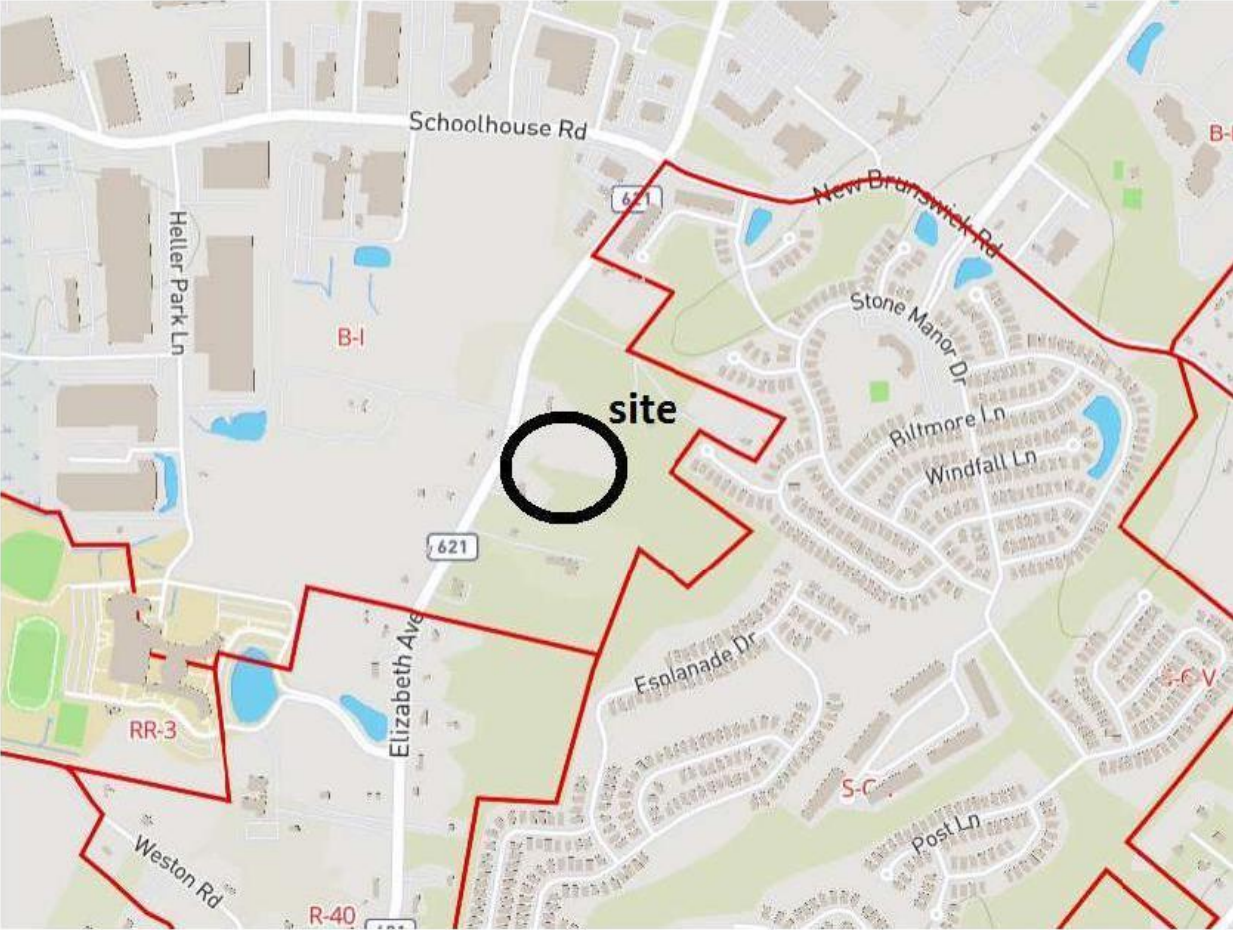 Schoolhouse Rd
B-I
621
New Brunswick Rd
Heller Park Ln
Stone Manor Dr
B-I
site
Biltmore Ln
Windfall Ln
621
Elizabeth Ave
Esplanade Dr
S-C-V
RR-3
S-C
Post Ln
Weston Rd
R-40